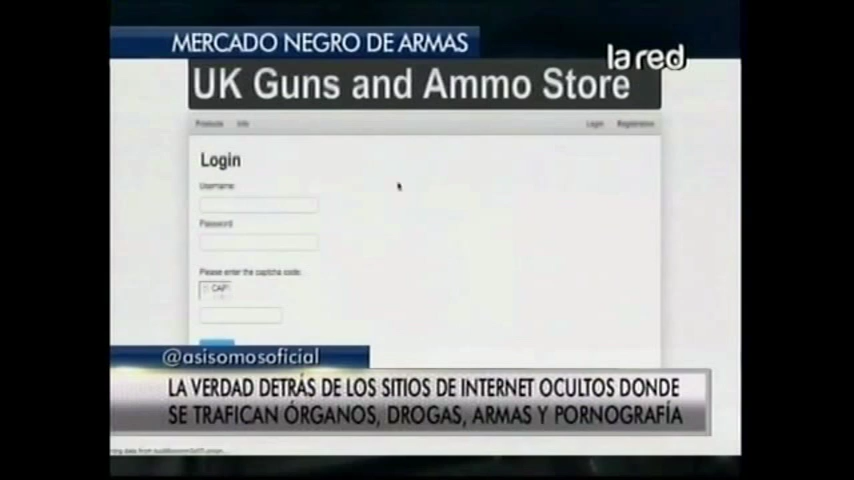 MERCADO NEGRO DE ARMAS
la red
UK Guns and Ammo Store
Products Info Login Registration
Login
Username
Password
Please enter the captcha code:
CAP
@asisomosoficial
LA VERDAD DETRÁS DE LOS SITIOS DE INTERNET OCULTOS DONDE
SE TRAFICAN ÓRGANOS, DROGAS, ARMAS Y PORNOGRAFÍA